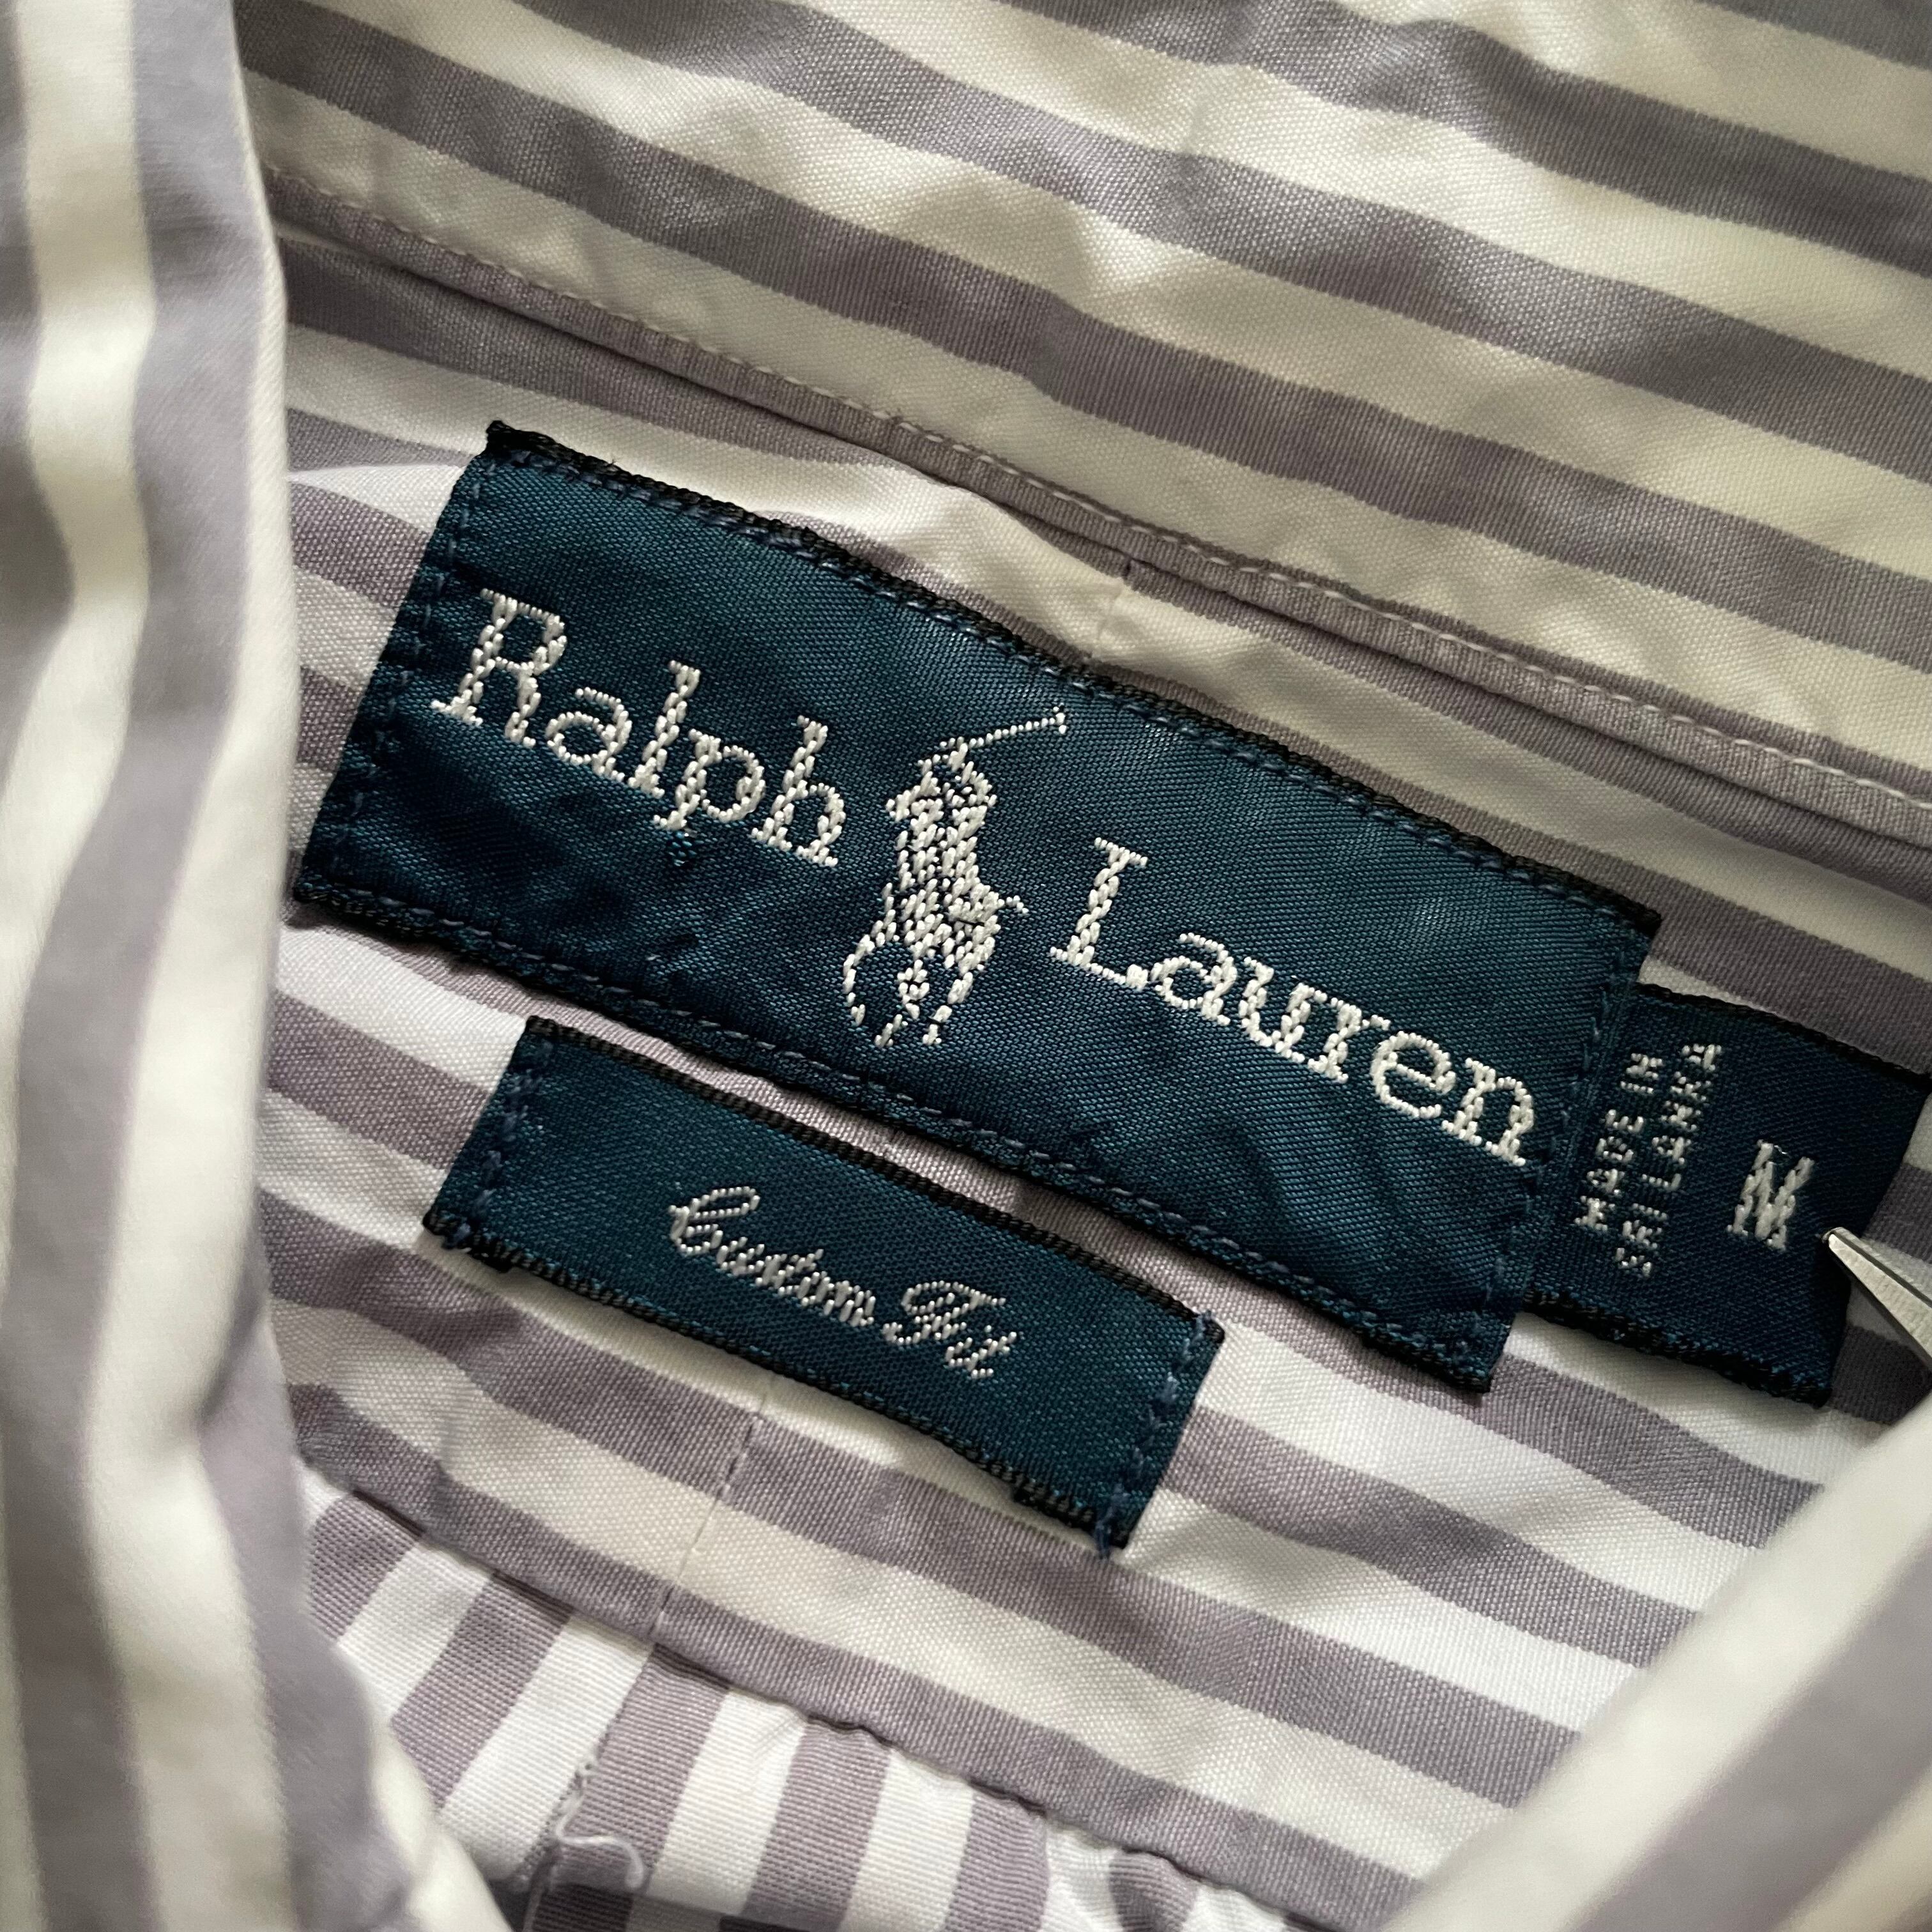 Ralph Lauren
MADE IN
SRI LANKA
M
Custom Fit